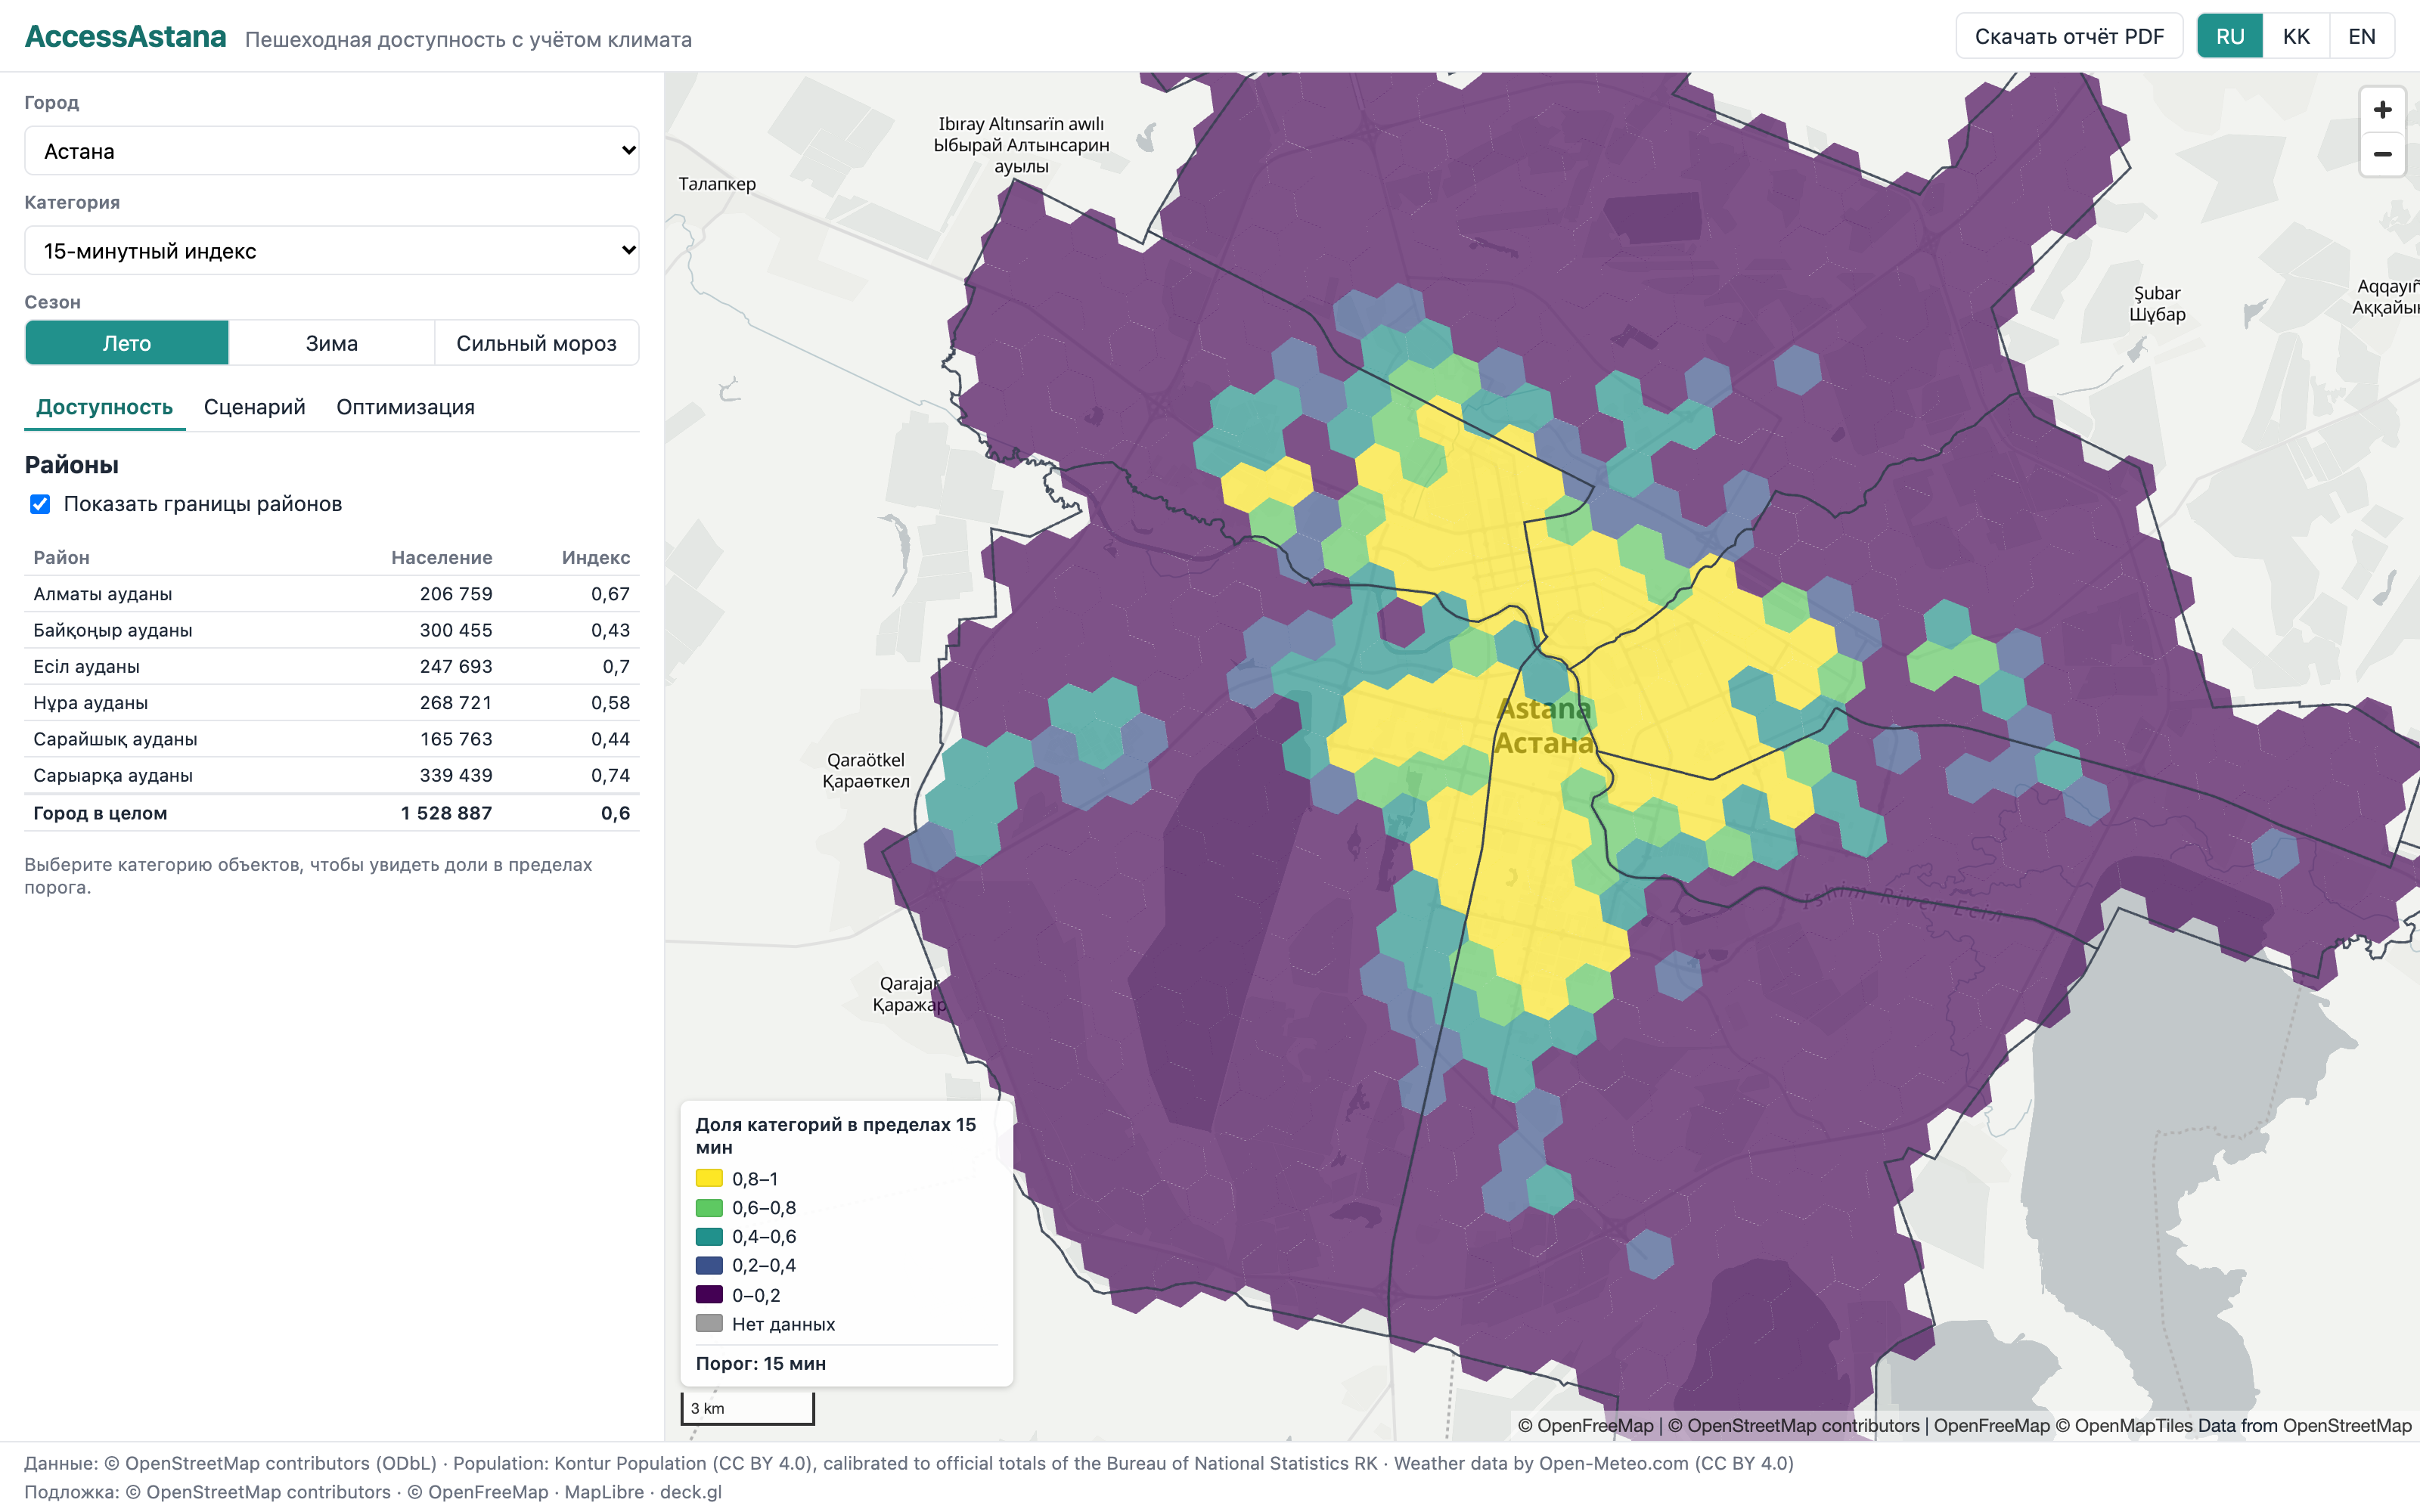 AccessAstana Пешеходная доступность с учётом климата
Скачать отчёт PDF RU KK EN
Город
Астана
Категория
15-минутный индекс
Сезон
Лето Зима Сильный мороз
Доступность Сценарий Оптимизация
Районы
Показать границы районов
Район Население Индекс
Алматы ауданы 206 759 0,67
Байқоңыр ауданы 300 455 0,43
Есіл ауданы 247 693 0,7
Нұра ауданы 268 721 0,58
Сарайшық ауданы 165 763 0,44
Сарыарқа ауданы 339 439 0,74
Город в целом 1 528 887 0,6
Выберите категорию объектов, чтобы увидеть доли в пределах
порога.
Ibıray Altınsarïn awılı
Ыбырай Алтынсарин
ауылы
Талапкер
Şubar
Шұбар
Qaraötkel
Қараөткел
Astana
Астана
Ishim River Есіл
Qarajar
Қаражар
Доля категорий в пределах 15
мин
0,8–1
0,6–0,8
0,4–0,6
0,2–0,4
0–0,2
Нет данных
Порог: 15 мин
3 km
© OpenFreeMap | © OpenStreetMap contributors | OpenFreeMap © OpenMapTiles Data from OpenStreetMap
Данные: © OpenStreetMap contributors (ODbL) · Population: Kontur Population (CC BY 4.0), calibrated to official totals of the Bureau of National Statistics RK · Weather data by Open-Meteo.com (CC BY 4.0)
Подложка: © OpenStreetMap contributors · © OpenFreeMap · MapLibre · deck.gl